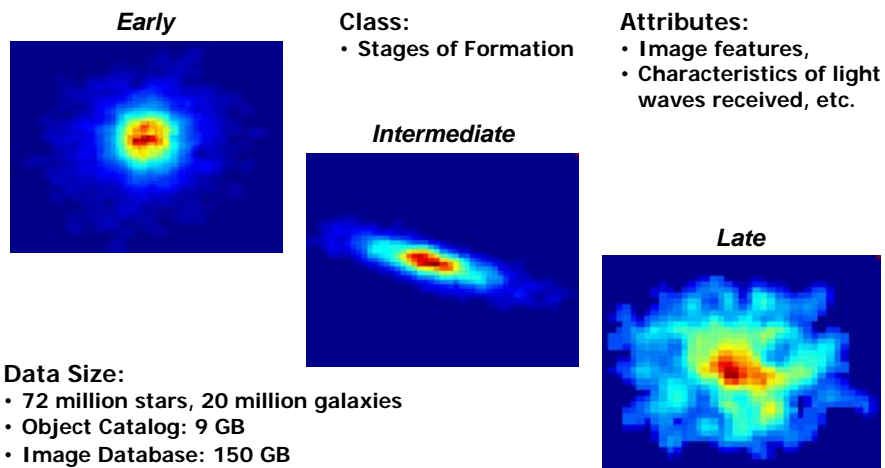 Early
Class:
• Stages of Formation
Attributes:
• Image features,
• Characteristics of light
waves received, etc.
Intermediate
Late
Data Size:
• 72 million stars, 20 million galaxies
• Object Catalog: 9 GB
• Image Database: 150 GB